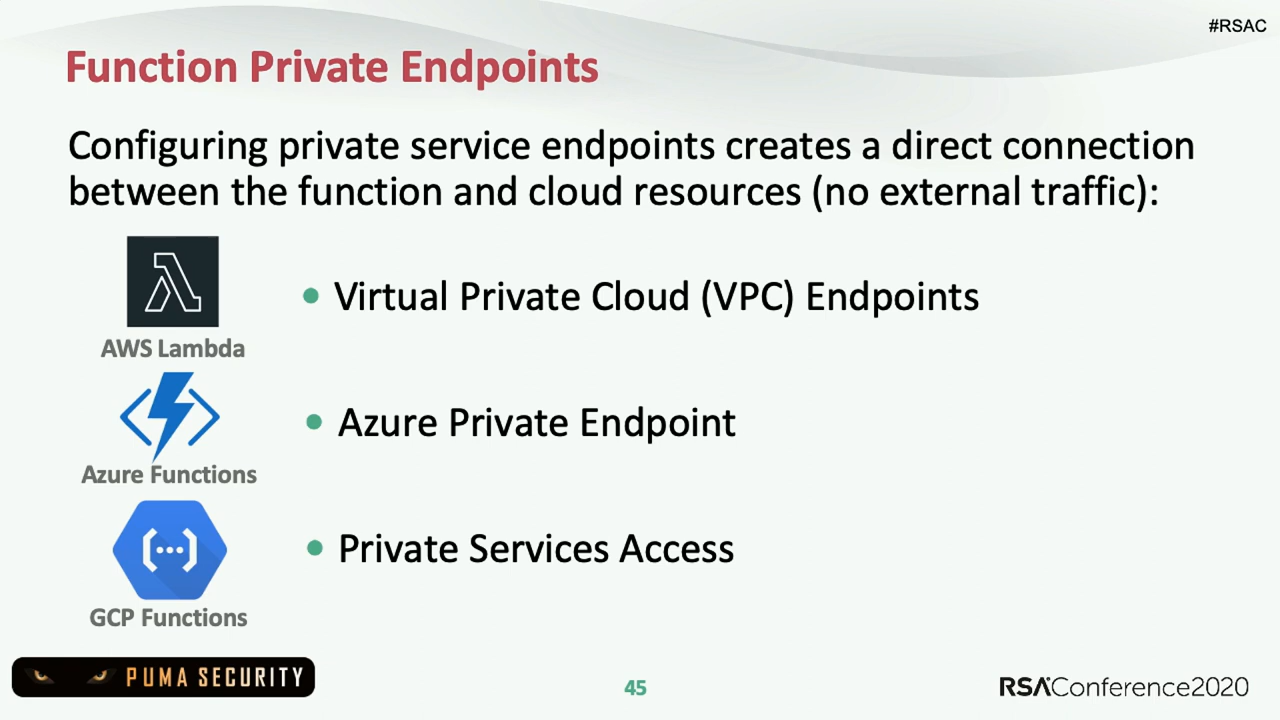 #RSAC
Function Private Endpoints
Configuring private service endpoints creates a direct connection
between the function and cloud resources (no external traffic):
• Virtual Private Cloud (VPC) Endpoints
AWS Lambda
• Azure Private Endpoint
Azure Functions
• Private Services Access
GCP Functions
PUMA SECURITY
45
RSAConference2020